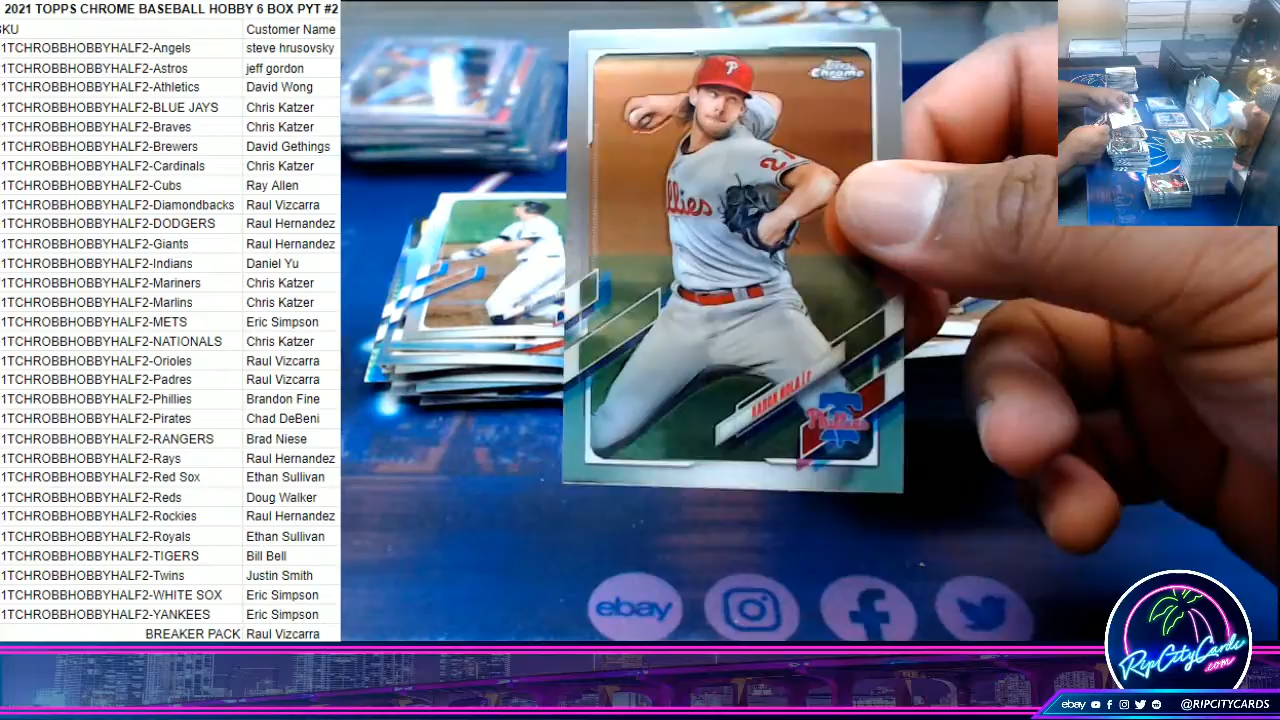 2021 TOPPS CHROME BASEBALL HOBBY 6 BOX PYT #2
SKU Customer Name
1TCHROBBHOBBYHALF2-Angels steve hrusovsky
1TCHROBBHOBBYHALF2-Astros jeff gordon
1TCHROBBHOBBYHALF2-Athletics David Wong
1TCHROBBHOBBYHALF2-BLUE JAYS Chris Katzer
1TCHROBBHOBBYHALF2-Braves Chris Katzer
1TCHROBBHOBBYHALF2-Brewers David Gethings
1TCHROBBHOBBYHALF2-Cardinals Chris Katzer
1TCHROBBHOBBYHALF2-Cubs Ray Allen
1TCHROBBHOBBYHALF2-Diamondbacks Raul Vizcarra
1TCHROBBHOBBYHALF2-DODGERS Raul Hernandez
1TCHROBBHOBBYHALF2-Giants Raul Hernandez
1TCHROBBHOBBYHALF2-Indians Daniel Yu
1TCHROBBHOBBYHALF2-Mariners Chris Katzer
1TCHROBBHOBBYHALF2-Marlins Chris Katzer
1TCHROBBHOBBYHALF2-METS Eric Simpson
1TCHROBBHOBBYHALF2-NATIONALS Chris Katzer
1TCHROBBHOBBYHALF2-Orioles Raul Vizcarra
1TCHROBBHOBBYHALF2-Padres Raul Vizcarra
1TCHROBBHOBBYHALF2-Phillies Brandon Fine
1TCHROBBHOBBYHALF2-Pirates Chad DeBeni
1TCHROBBHOBBYHALF2-RANGERS Brad Niese
1TCHROBBHOBBYHALF2-Rays Raul Hernandez
1TCHROBBHOBBYHALF2-Red Sox Ethan Sullivan
1TCHROBBHOBBYHALF2-Reds Doug Walker
1TCHROBBHOBBYHALF2-Rockies Raul Hernandez
1TCHROBBHOBBYHALF2-Royals Ethan Sullivan
1TCHROBBHOBBYHALF2-TIGERS Bill Bell
1TCHROBBHOBBYHALF2-Twins Justin Smith
1TCHROBBHOBBYHALF2-WHITE SOX Eric Simpson
1TCHROBBHOBBYHALF2-YANKEES Eric Simpson
BREAKER PACK Raul Vizcarra
Topps
Chrome
P
27
illies
AARON NOLA
Phillies
ebay
RipCityCards
.com
ebay @RIPCITYCARDS